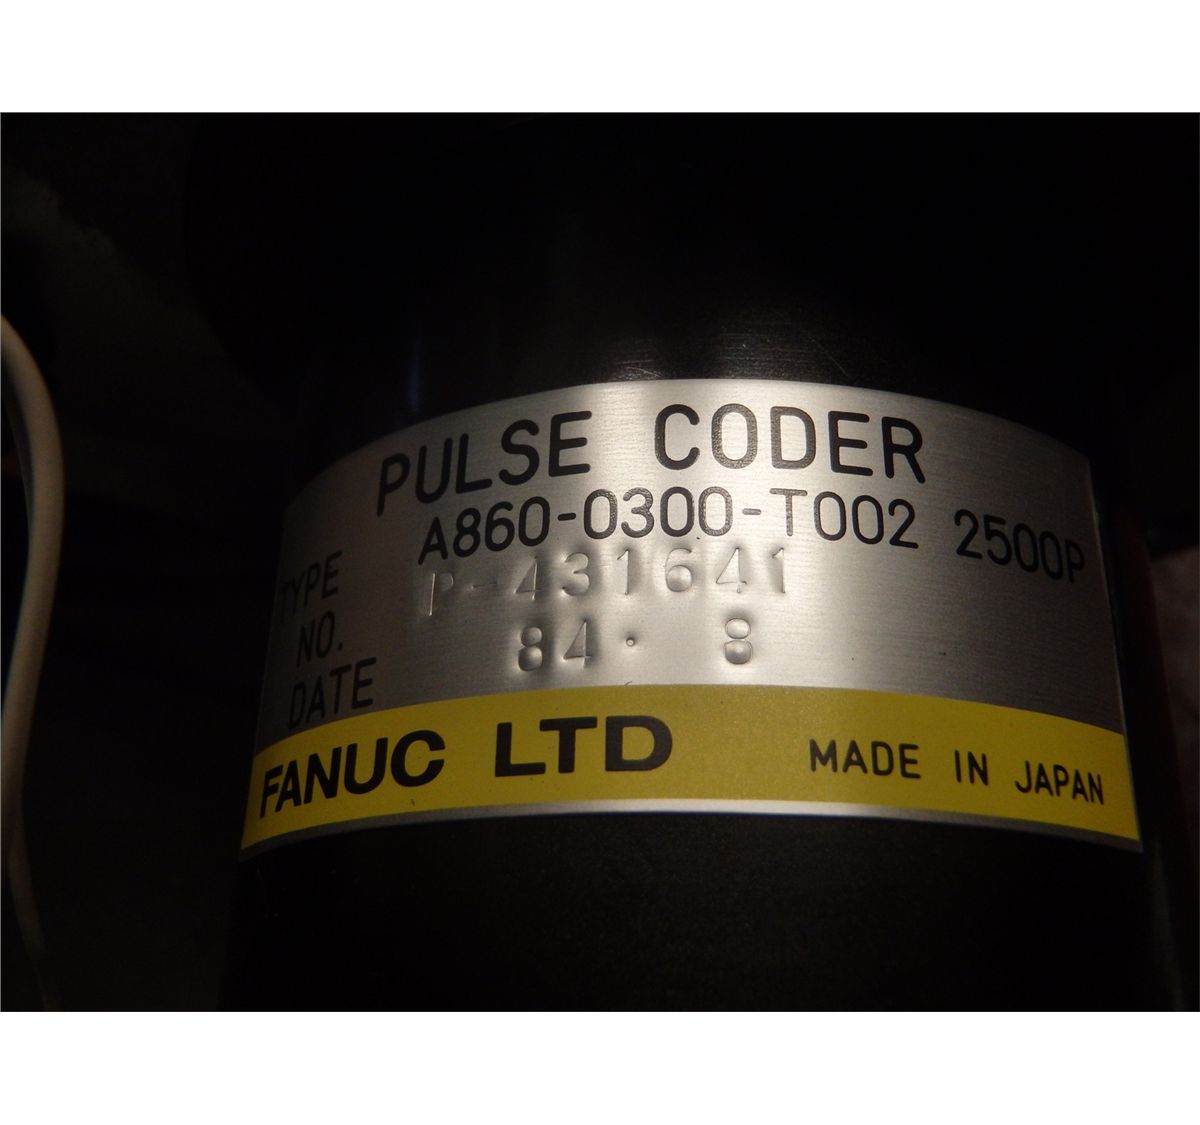 PULSE CODER
TYPE A860-0300-T002 2500P
NO. P-431641
DATE 84. 8
FANUC LTD MADE IN JAPAN